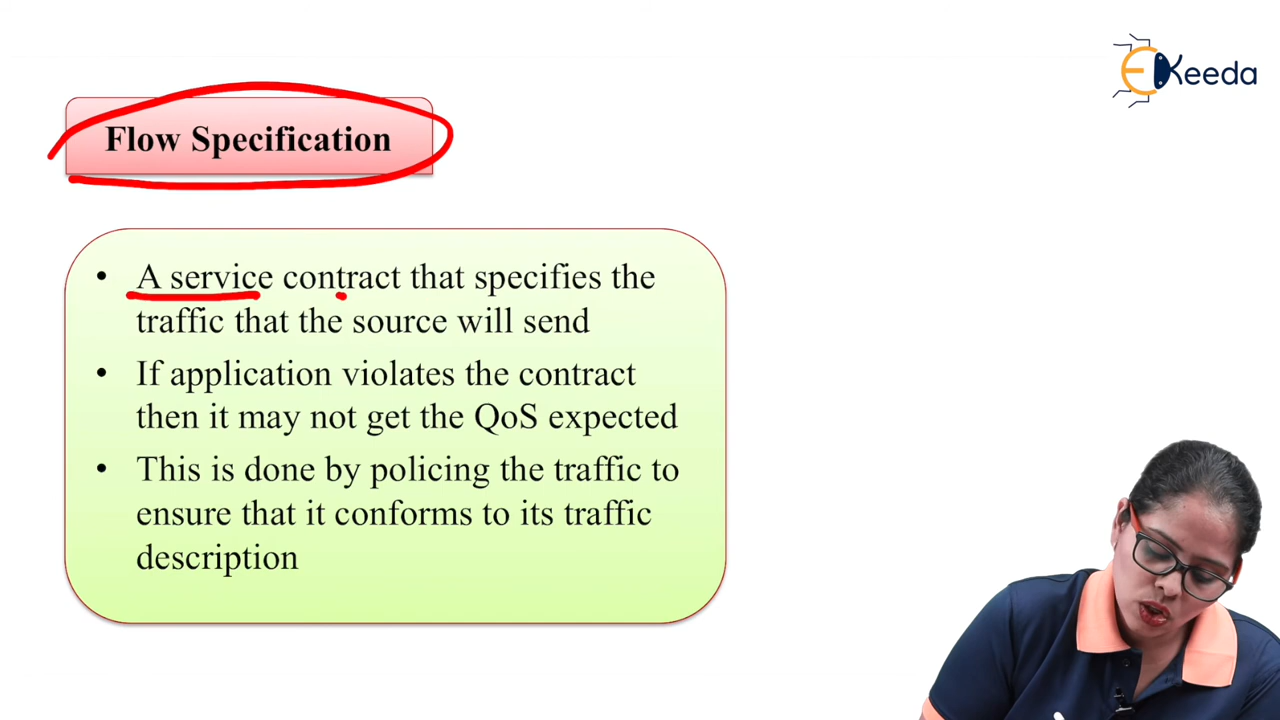 EKeeda
Flow Specification
• A service contract that specifies the
traffic that the source will send
• If application violates the contract
then it may not get the QoS expected
• This is done by policing the traffic to
ensure that it conforms to its traffic
description